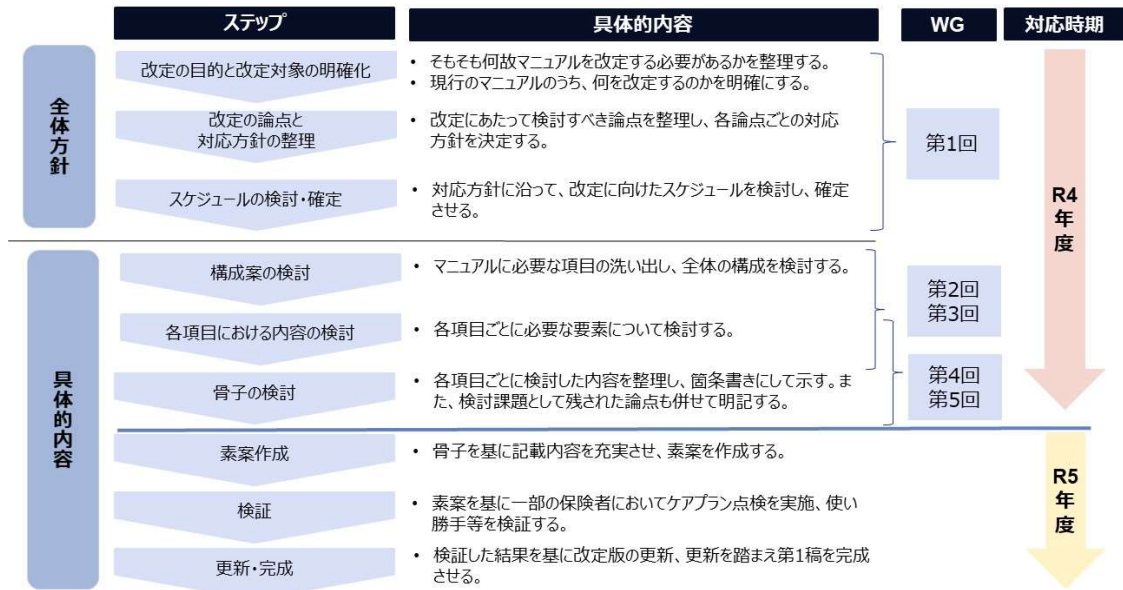 ステップ
具体的内容
WG
対応時期
全体方針
改定の目的と改定対象の明確化
• そもそも何故マニュアルを改定する必要があるかを整理する。
• 現行のマニュアルのうち、何を改定するのかを明確にする。
改定の論点と
対応方針の整理
• 改定にあたって検討すべき論点を整理し、各論点ごとの対応
方針を決定する。
スケジュールの検討・確定
• 対応方針に沿って、改定に向けたスケジュールを検討し、確定
させる。
第1回
R4
年
度
具体的内容
構成案の検討
• マニュアルに必要な項目の洗い出し、全体の構成を検討する。
各項目における内容の検討
• 各項目ごとに必要な要素について検討する。
第2回
第3回
骨子の検討
• 各項目ごとに検討した内容を整理し、箇条書きにして示す。ま
た、検討課題として残された論点も併せて明記する。
第4回
第5回
素案作成
• 骨子を基に記載内容を充実させ、素案を作成する。
検証
• 素案を基に一部の保険者においてケアプラン点検を実施、使い
勝手等を検証する。
更新・完成
• 検証した結果を基に改定版の更新、更新を踏まえ第1稿を完成
させる。
R5
年
度